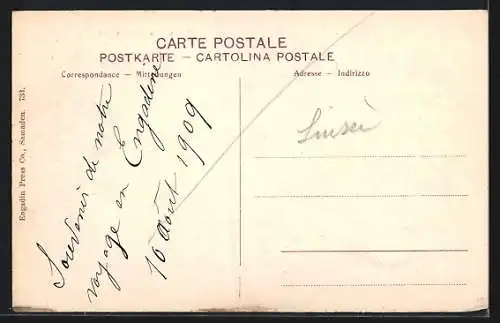 CARTE POSTALE
POSTKARTE — CARTOLINA POSTALE
Correspondance — Mitteilungen
Adresse - Indirizzo
Souvenir de notre
voyage en Engadine
10 Août 1909
Engadin Press Co., Samaden. 731.